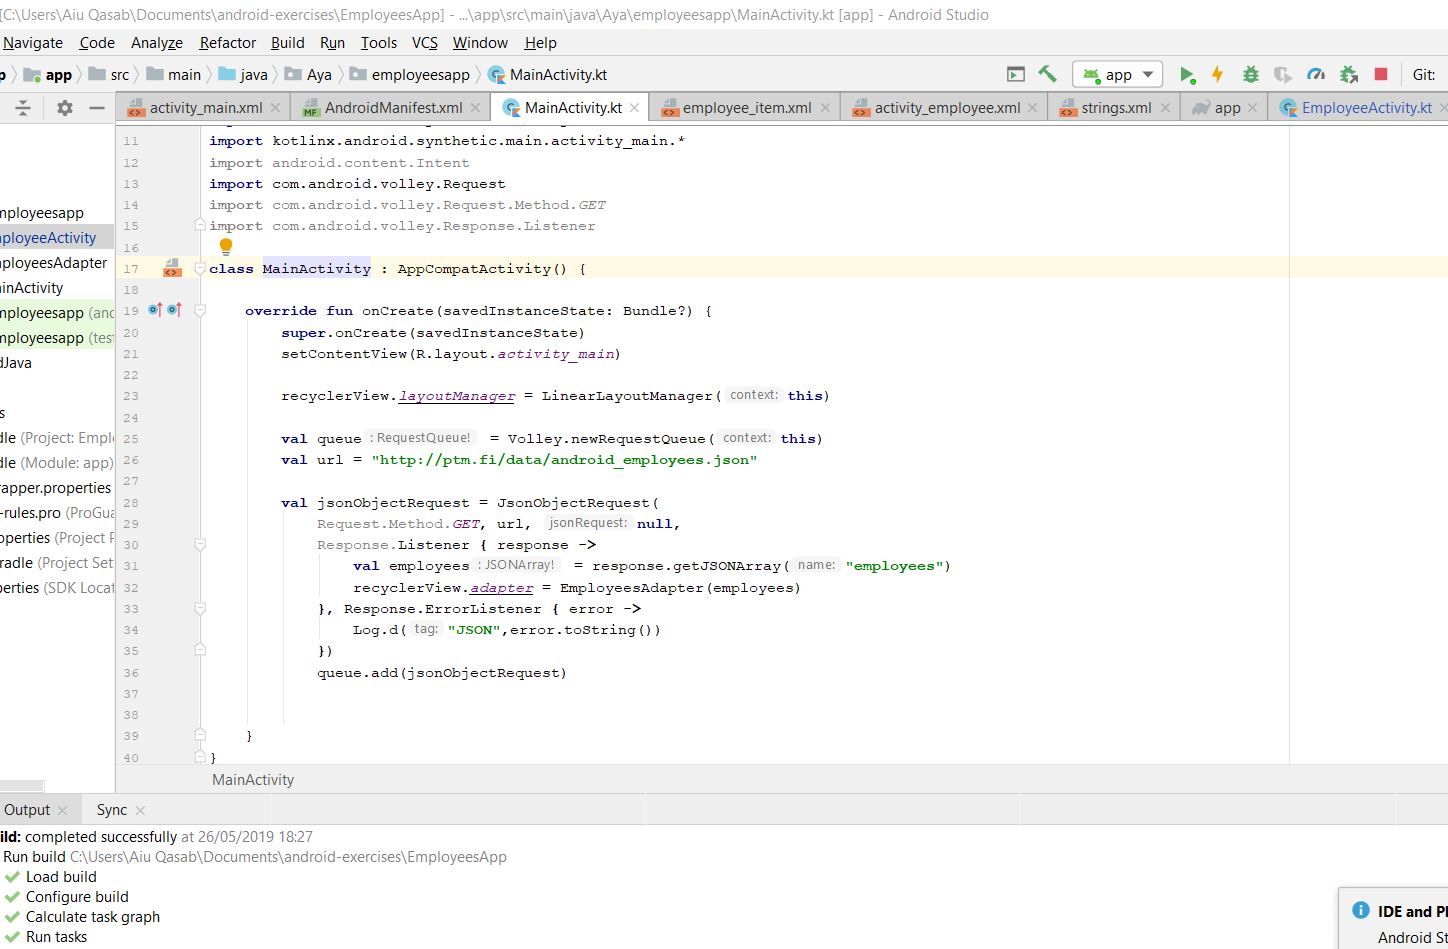 [C:\Users\Aiu Qasab\Documents\android-exercises\EmployeesApp] - ...\app\src\main\java\Aya\employeesapp\MainActivity.kt [app] - Android Studio
Navigate Code Analyze Refactor Build Run Tools VCS Window Help
p app src main java Aya employeesapp MainActivity.kt app Git:
activity_main.xml AndroidManifest.xml MainActivity.kt employee_item.xml activity_employee.xml strings.xml app EmployeeActivity.kt
mployeesapp
nployeeActivity
nployeesAdapter
ainActivity
mployeesapp (and
mployeesapp (test
dJava
s
dle (Project: Empl
dle (Module: app)
rapper.properties
-rules.pro (ProGua
operties (Project P
radle (Project Set
perties (SDK Locat
11 import kotlinx.android.synthetic.main.activity_main.*
12 import android.content.Intent
13 import com.android.volley.Request
14 import com.android.volley.Request.Method.GET
15 import com.android.volley.Response.Listener
16
17 class MainActivity : AppCompatActivity() {
18
19 override fun onCreate(savedInstanceState: Bundle?) {
20 super.onCreate(savedInstanceState)
21 setContentView(R.layout.activity_main)
22
23 recyclerView.layoutManager = LinearLayoutManager( context: this)
24
25 val queue : RequestQueue! = Volley.newRequestQueue( context: this)
26 val url = "http://ptm.fi/data/android_employees.json"
27
28 val jsonObjectRequest = JsonObjectRequest(
29 Request.Method.GET, url, jsonRequest: null,
30 Response.Listener { response ->
31 val employees : JSONArray! = response.getJSONArray( name: "employees")
32 recyclerView.adapter = EmployeesAdapter(employees)
33 }, Response.ErrorListener { error ->
34 Log.d( tag: "JSON",error.toString())
35 })
36 queue.add(jsonObjectRequest)
37
38
39 }
40 }
MainActivity
Output Sync
ild: completed successfully at 26/05/2019 18:27
Run build C:\Users\Aiu Qasab\Documents\android-exercises\EmployeesApp
Load build
Configure build
Calculate task graph
Run tasks
IDE and Pl
Android St